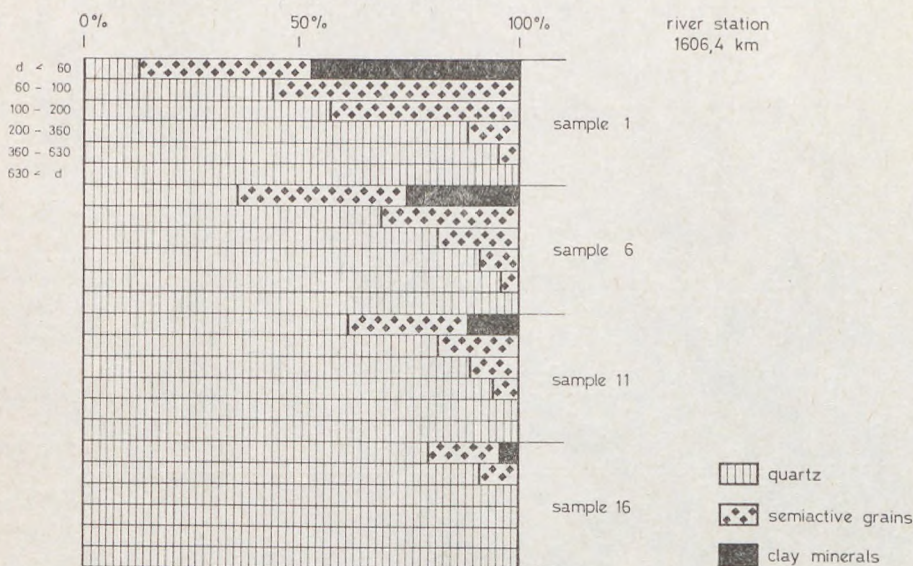 0% 50% 100%
river station
1606,4 km
d < 60
60 - 100
100 - 200
200 - 360
360 - 630
630 < d
sample 1
sample 6
sample 11
sample 16
quartz
semiactive grains
clay minerals